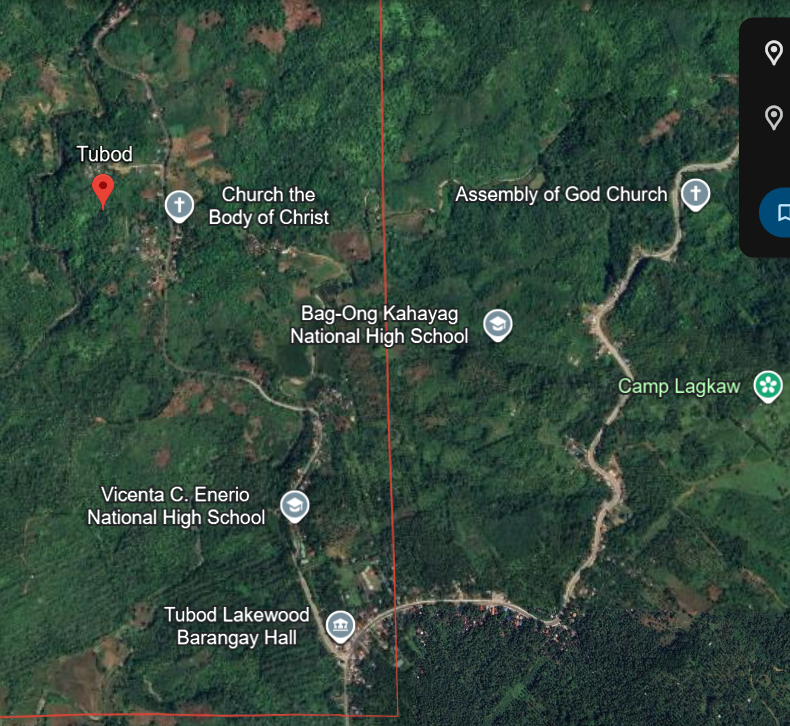 Tubod
Church the
Body of Christ
Assembly of God Church
Bag-Ong Kahayag
National High School
Camp Lagkaw
Vicenta C. Enerio
National High School
Tubod Lakewood
Barangay Hall